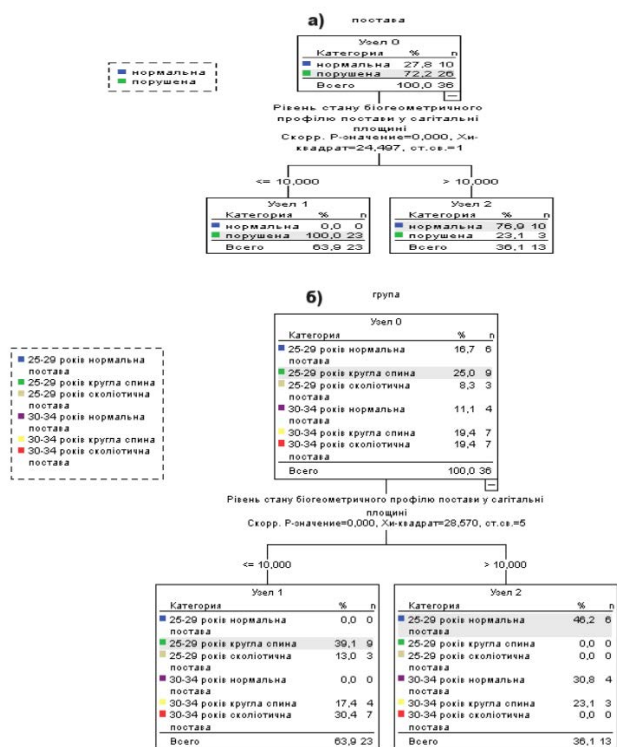 а) постава
нормальна
порушена
Узел 0
Категория % n
нормальна 27,8 10
порушена 72,2 26
Всего 100,0 36
Рівень стану біогеометричного
профілю постави у сагітальні
площині
Скорр. Р-значение=0,000, Хи-
квадрат=24,497, ст.св.=1
<= 10,000 > 10,000
Узел 1
Категория % n
нормальна 0,0 0
порушена 100,0 23
Всего 63,9 23
Узел 2
Категория % n
нормальна 76,9 10
порушена 23,1 3
Всего 36,1 13
б) група
25-29 років нормальна
постава
25-29 років кругла спина
25-29 років сколіотична
постава
30-34 років нормальна
постава
30-34 років кругла спина
30-34 років сколіотична
постава
Узел 0
Категория % n
25-29 років нормальна 16,7 6
постава
25-29 років кругла спина 25,0 9
25-29 років сколіотична 8,3 3
постава
30-34 років нормальна 11,1 4
постава
30-34 років кругла спина 19,4 7
30-34 років сколіотична 19,4 7
постава
Всего 100,0 36
Рівень стану біогеометричного профілю постави у сагітальні
площині
Скорр. Р-значение=0,000, Хи-квадрат=28,570, ст.св.=5
<= 10,000 > 10,000
Узел 1
Категория % n
25-29 років нормальна 0,0 0
постава
25-29 років кругла спина 39,1 9
25-29 років сколіотична 13,0 3
постава
30-34 років нормальна 0,0 0
постава
30-34 років кругла спина 17,4 4
30-34 років сколіотична 30,4 7
постава
Всего 63,9 23
Узел 2
Категория % n
25-29 років нормальна 46,2 6
постава
25-29 років кругла спина 0,0 0
25-29 років сколіотична 0,0 0
постава
30-34 років нормальна 30,8 4
постава
30-34 років кругла спина 23,1 3
30-34 років сколіотична 0,0 0
постава
Всего 36,1 13